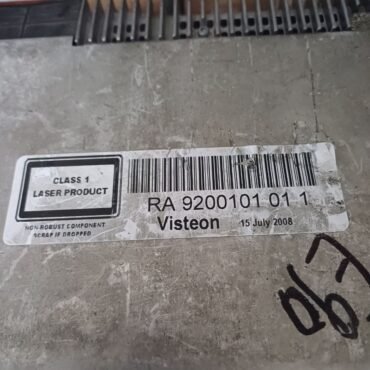 CLASS 1
LASER PRODUCT
NON ROBUST COMPONENT
SCRAP IF DROPPED
RA 9200101 01 1
Visteon 15 July 2008